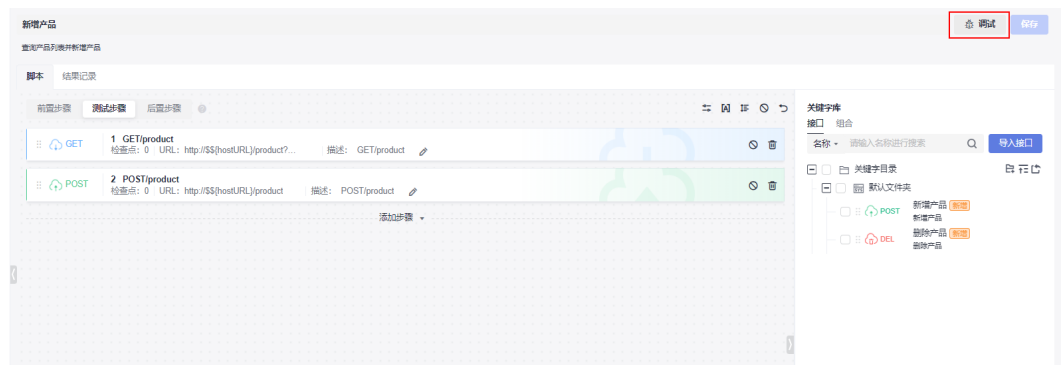 新增产品
调试
保存
查询产品列表并新增产品
脚本 结果记录
前置步骤 测试步骤 后置步骤
GET
1 GET/product
检查点: 0 URL: http://$${hostURL}/product?... 描述: GET/product
POST
2 POST/product
检查点: 0 URL: http://$${hostURL}/product 描述: POST/product
添加步骤
关键字库
接口 组合
名称 请输入名称进行搜索 导入接口
关键字目录
默认文件夹
POST 新增产品 新增
新增产品
DEL 删除产品 新增
删除产品